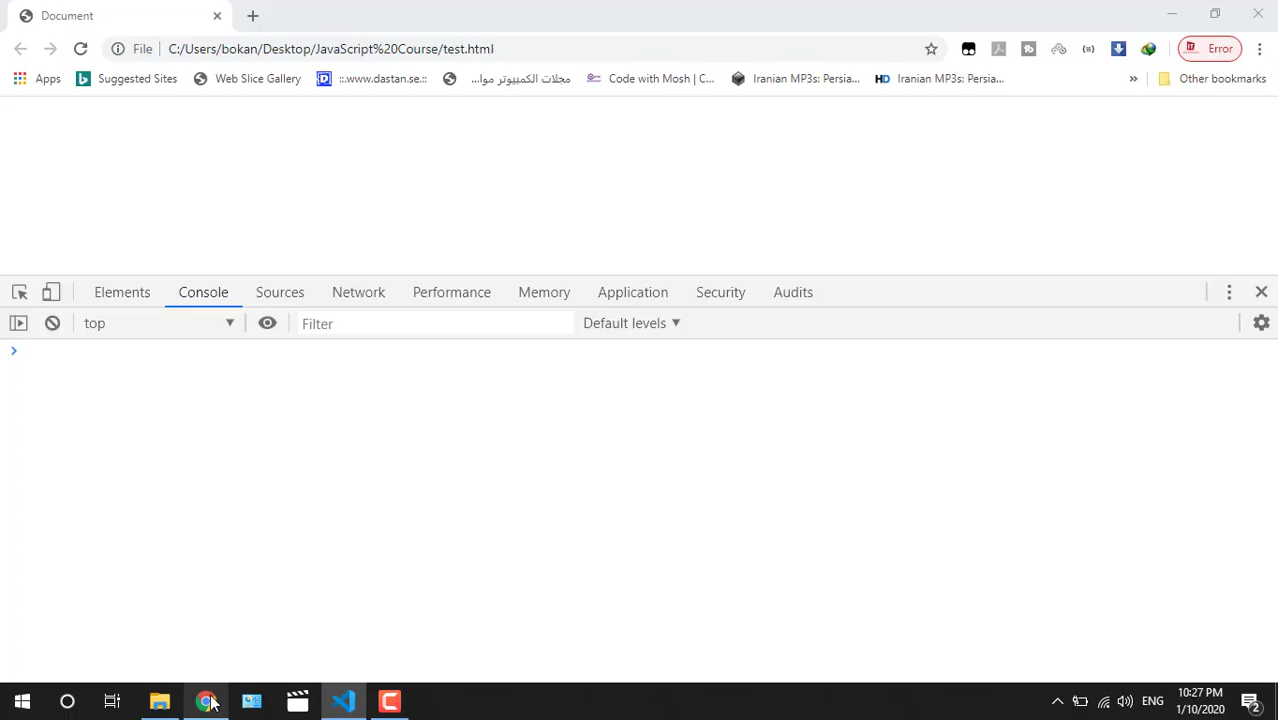 Document
File C:/Users/bokan/Desktop/JavaScript%20Course/test.html Error
Apps Suggested Sites Web Slice Gallery ::.www.dastan.se.:: مجلات الكمبيوتر موا... Code with Mosh | C... Iranian MP3s: Persia... HD Iranian MP3s: Persia... » Other bookmarks
Elements Console Sources Network Performance Memory Application Security Audits
top Filter Default levels
ENG
10:27 PM
1/10/2020
2